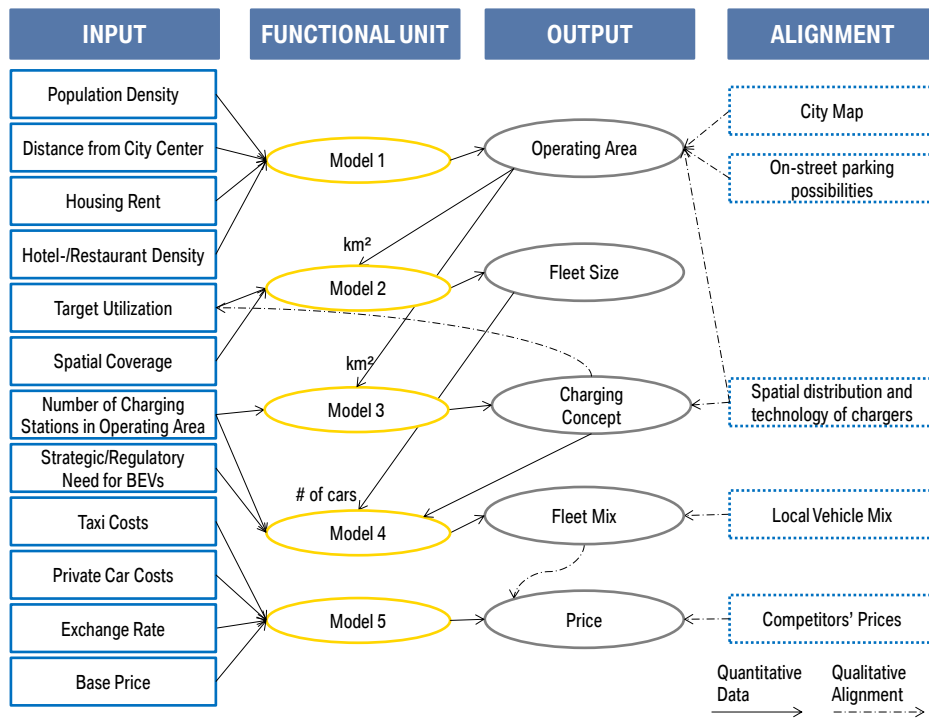 INPUT
FUNCTIONAL UNIT
OUTPUT
ALIGNMENT
Population Density
Distance from City Center
Housing Rent
Hotel-/Restaurant Density
Target Utilization
Spatial Coverage
Number of Charging
Stations in Operating Area
Strategic/Regulatory
Need for BEVs
Taxi Costs
Private Car Costs
Exchange Rate
Base Price
Model 1
km²
Model 2
km²
Model 3
# of cars
Model 4
Model 5
Operating Area
Fleet Size
Charging
Concept
Fleet Mix
Price
City Map
On-street parking
possibilities
Spatial distribution and
technology of chargers
Local Vehicle Mix
Competitors' Prices
Quantitative
Data
Qualitative
Alignment